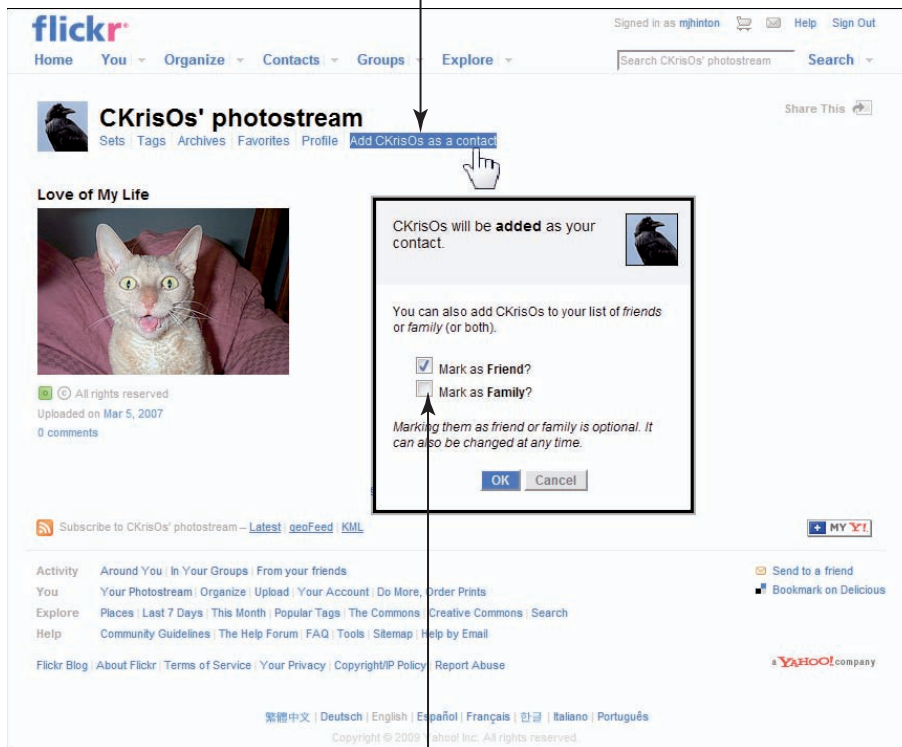 flickr
Signed in as mjhinton Help Sign Out
Home You Organize Contacts Groups Explore
Search CKrisOs' photostream Search
CKrisOs' photostream
Share This
Sets Tags Archives Favorites Profile Add CKrisOs as a contact
Love of My Life
CKrisOs will be added as your
contact.
You can also add CKrisOs to your list of friends
or family (or both).
Mark as Friend?
Mark as Family?
Marking them as friend or family is optional. It
can also be changed at any time.
OK Cancel
© All rights reserved
Uploaded on Mar 5, 2007
0 comments
Subscribe to CKrisOs' photostream – Latest | geoFeed | KML
+ MY Y!
Activity Around You | In Your Groups | From your friends
You Your Photostream | Organize | Upload | Your Account | Do More, Order Prints
Explore Places | Last 7 Days | This Month | Popular Tags | The Commons | Creative Commons | Search
Help Community Guidelines | The Help Forum | FAQ | Tools | Sitemap | Help by Email
Send to a friend
Bookmark on Delicious
Flickr Blog | About Flickr | Terms of Service | Your Privacy | Copyright/IP Policy | Report Abuse
a YAHOO! company
繁體中文 | Deutsch | English | Español | Français | 한글 | Italiano | Português
Copyright © 2009 Yahoo! Inc. All rights reserved.